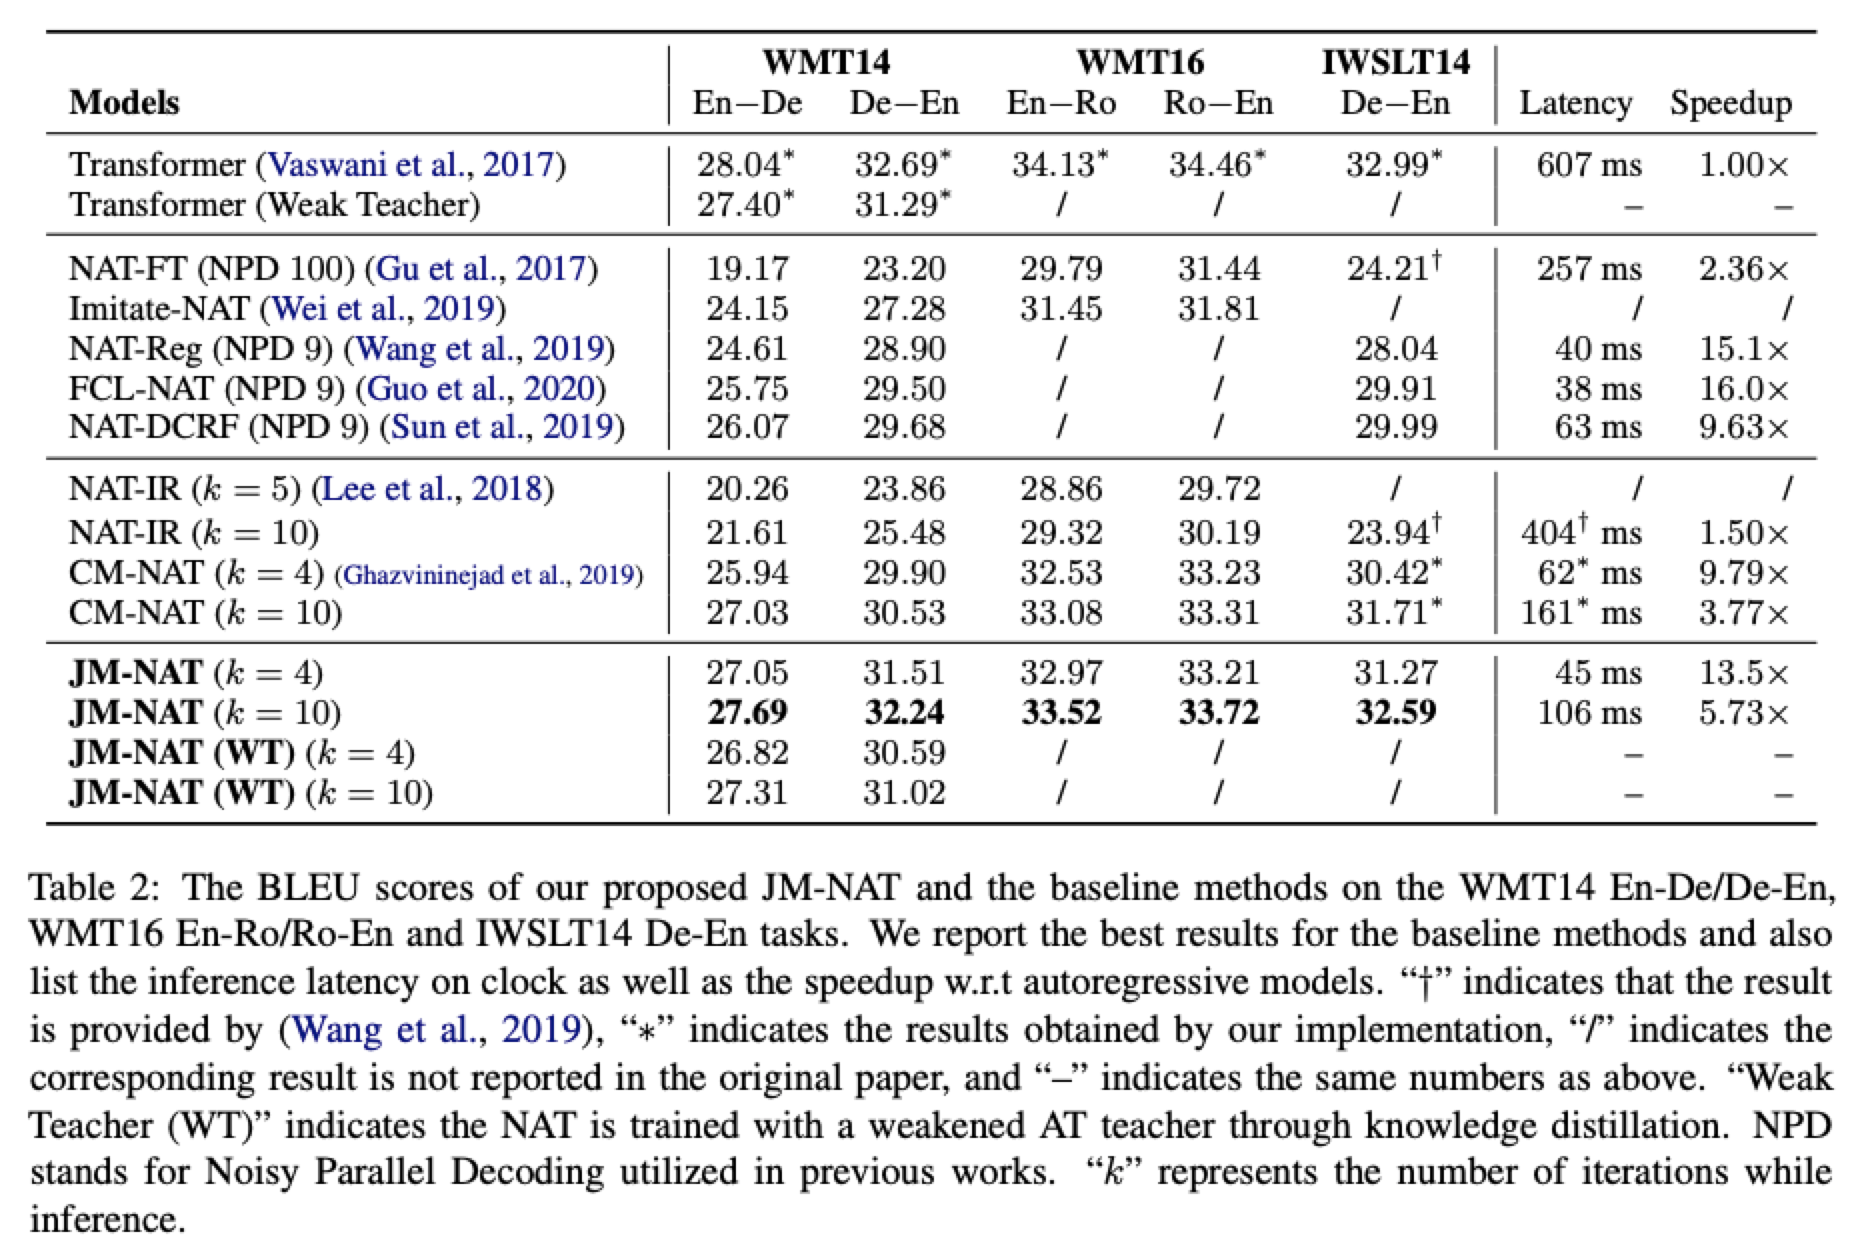 WMT14 WMT16 IWSLT14
Models En−De De−En En−Ro Ro−En De−En Latency Speedup
Transformer (Vaswani et al., 2017) 28.04* 32.69* 34.13* 34.46* 32.99* 607 ms 1.00×
Transformer (Weak Teacher) 27.40* 31.29* / / / – –
NAT-FT (NPD 100) (Gu et al., 2017) 19.17 23.20 29.79 31.44 24.21† 257 ms 2.36×
Imitate-NAT (Wei et al., 2019) 24.15 27.28 31.45 31.81 / / /
NAT-Reg (NPD 9) (Wang et al., 2019) 24.61 28.90 / / 28.04 40 ms 15.1×
FCL-NAT (NPD 9) (Guo et al., 2020) 25.75 29.50 / / 29.91 38 ms 16.0×
NAT-DCRF (NPD 9) (Sun et al., 2019) 26.07 29.68 / / 29.99 63 ms 9.63×
NAT-IR (k = 5) (Lee et al., 2018) 20.26 23.86 28.86 29.72 / / /
NAT-IR (k = 10) 21.61 25.48 29.32 30.19 23.94† 404† ms 1.50×
CM-NAT (k = 4) (Ghazvininejad et al., 2019) 25.94 29.90 32.53 33.23 30.42* 62* ms 9.79×
CM-NAT (k = 10) 27.03 30.53 33.08 33.31 31.71* 161* ms 3.77×
JM-NAT (k = 4) 27.05 31.51 32.97 33.21 31.27 45 ms 13.5×
JM-NAT (k = 10) 27.69 32.24 33.52 33.72 32.59 106 ms 5.73×
JM-NAT (WT) (k = 4) 26.82 30.59 / / / – –
JM-NAT (WT) (k = 10) 27.31 31.02 / / / – –
Table 2: The BLEU scores of our proposed JM-NAT and the baseline methods on the WMT14 En-De/De-En,
WMT16 En-Ro/Ro-En and IWSLT14 De-En tasks. We report the best results for the baseline methods and also
list the inference latency on clock as well as the speedup w.r.t autoregressive models. “†” indicates that the result
is provided by (Wang et al., 2019), “∗” indicates the results obtained by our implementation, “/” indicates the
corresponding result is not reported in the original paper, and “–” indicates the same numbers as above. “Weak
Teacher (WT)” indicates the NAT is trained with a weakened AT teacher through knowledge distillation. NPD
stands for Noisy Parallel Decoding utilized in previous works. “k” represents the number of iterations while
inference.